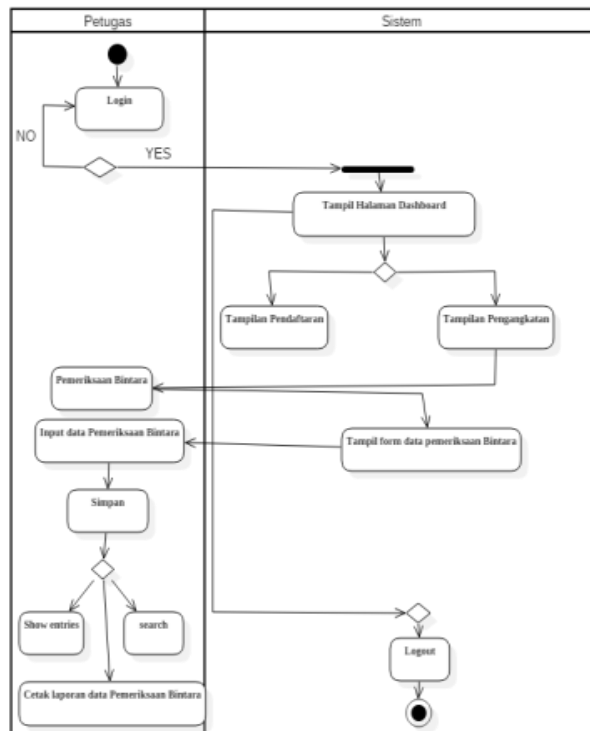 Petugas
Sistem
Login
NO
YES
Tampil Halaman Dashboard
Tampilan Pendaftaran
Tampilan Pengangkatan
Pemeriksaan Bintara
Input data Pemeriksaan Bintara
Tampil form data pemeriksaan Bintara
Simpan
Show entries
search
Logout
Cetak laporan data Pemeriksaan Bintara